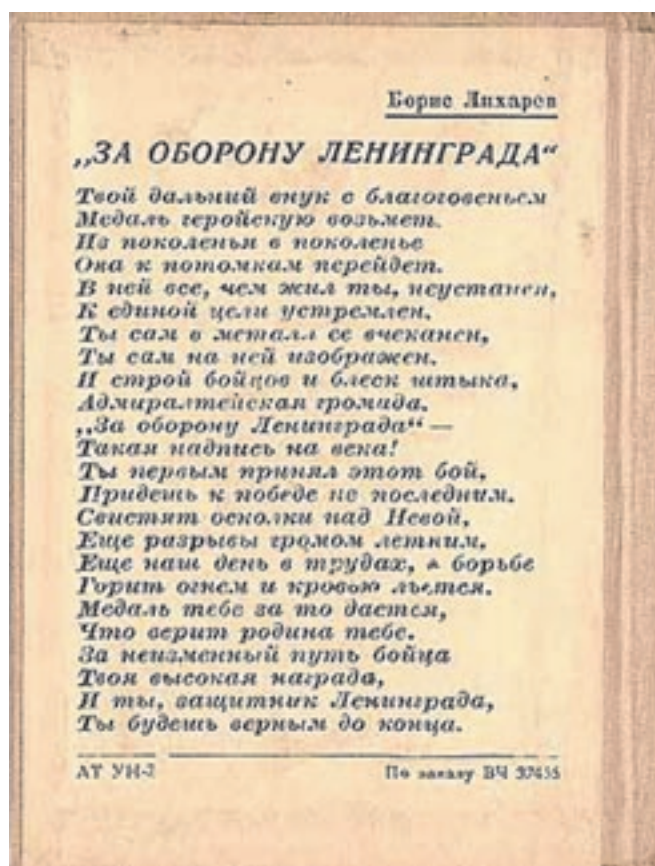 Борис Лихарев
„ЗА ОБОРОНУ ЛЕНИНГРАДА“
Твой дальний внук с благоговеньем
Медаль геройскую возьмет.
Из поколенья в поколенье
Она к потомкам перейдет.
В ней все, чем жил ты, неустанен,
К единой цели устремлен,
Ты сам в металл ее вчеканен,
Ты сам на ней изображен.
И строй бойцов и блеск штыка,
Адмиралтейская громада.
„За оборону Ленинграда“ —
Такая надпись на века!
Ты первым принял этот бой,
Придешь к победе не последним.
Свистят осколки над Невой,
Еще разрывы громом летним,
Еще наш день в трудах, в борьбе
Горит огнем и кровью льется.
Медаль тебе за то дается,
Что верит родина тебе.
За неизменный путь бойца
Твоя высокая награда,
И ты, защитник Ленинграда,
Ты будешь верным до конца.
АТ УН-2
По заказу ВЧ